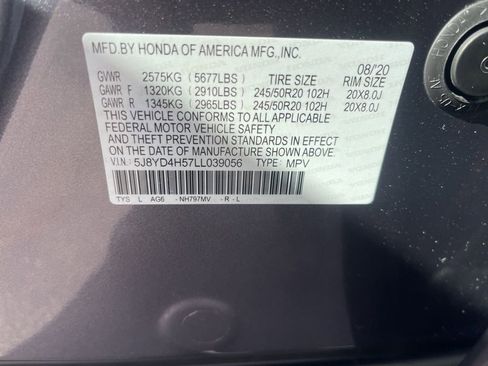 MFD.BY HONDA OF AMERICA MFG.,INC. 08/'20
GVWR 2575KG (5677LBS) TIRE SIZE RIM SIZE
GAWR F 1320KG (2910LBS) 245/50R20 102H 20X8.0J
GAWR R 1345KG (2965LBS) 245/50R20 102H 20X8.0J
THIS VEHICLE CONFORMS TO ALL APPLICABLE
FEDERAL MOTOR VEHICLE SAFETY
AND THEFT PREVENTION STANDARDS IN EFFECT
ON THE DATE OF MANUFACTURE SHOWN ABOVE.
V.I.N: 5J8YD4H57LL039056 TYPE: MPV
TYS L AG6 -NH797MV -R-L
HONDA